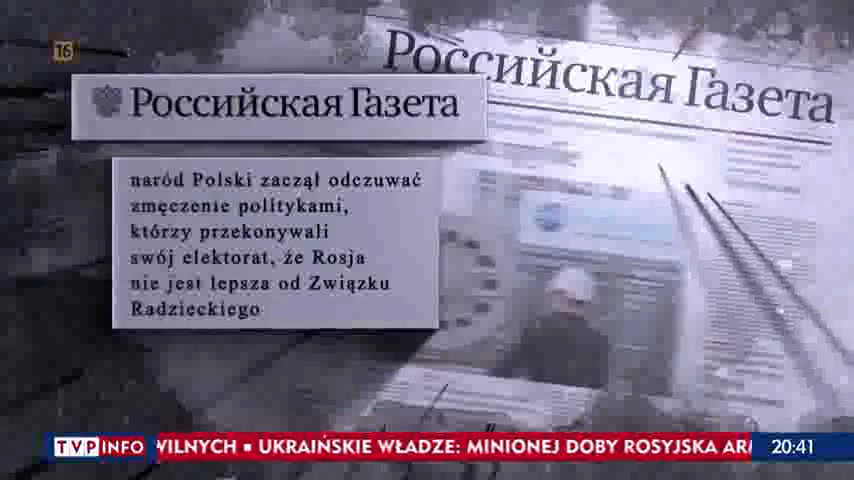 16
Российская Газета
Российская Газета
naród Polski zaczął odczuwać
zmęczenie politykami,
którzy przekonywali
swój elektorat, że Rosja
nie jest lepsza od Związku
Radzieckiego
TVP INFO
WILNYCH ▪ UKRAIŃSKIE WŁADZE: MINIONEJ DOBY ROSYJSKA ARM
20:41